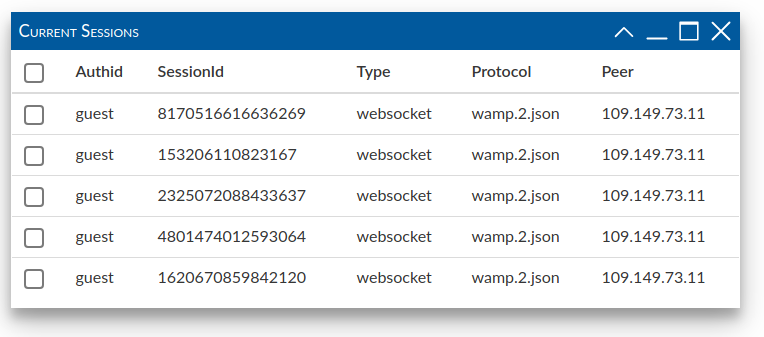 Current Sessions
Authid SessionId Type Protocol Peer
guest 8170516616636269 websocket wamp.2.json 109.149.73.11
guest 153206110823167 websocket wamp.2.json 109.149.73.11
guest 2325072088433637 websocket wamp.2.json 109.149.73.11
guest 4801474012593064 websocket wamp.2.json 109.149.73.11
guest 1620670859842120 websocket wamp.2.json 109.149.73.11